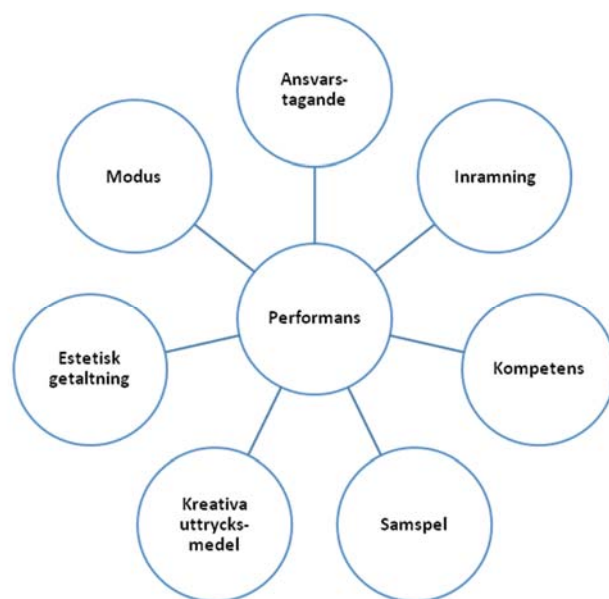 Ansvars-
tagande
Inramning
Kompetens
Samspel
Kreativa
uttrycks-
medel
Estetisk
getaltning
Modus
Performans